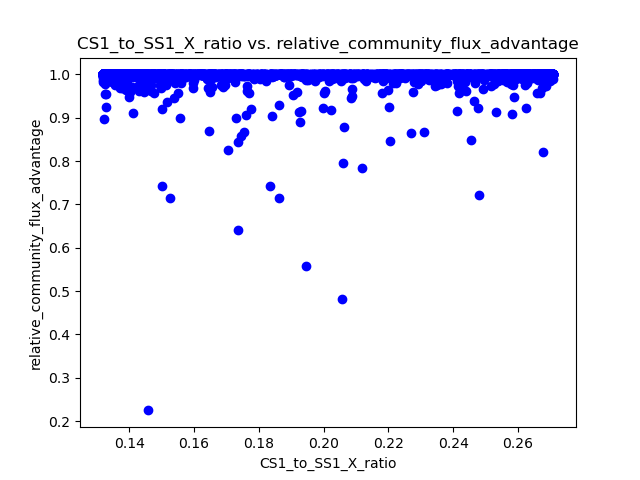 CS1_to_SS1_X_ratio vs. relative_community_flux_advantage
relative_community_flux_advantage
1.0
0.9
0.8
0.7
0.6
0.5
0.4
0.3
0.2
0.14 0.16 0.18 0.20 0.22 0.24 0.26
CS1_to_SS1_X_ratio